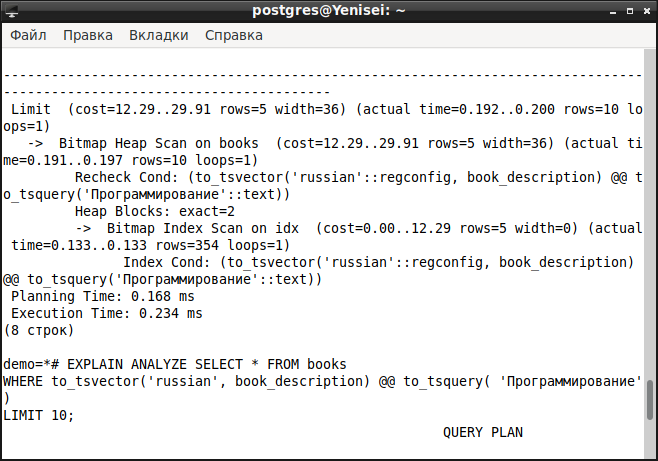 postgres@Yenisei: ~
Файл Правка Вкладки Справка
--------------------------------------------------------------------------------
-----------------------------------------
 Limit  (cost=12.29..29.91 rows=5 width=36) (actual time=0.192..0.200 rows=10 lo
ops=1)
   ->  Bitmap Heap Scan on books  (cost=12.29..29.91 rows=5 width=36) (actual ti
me=0.191..0.197 rows=10 loops=1)
         Recheck Cond: (to_tsvector('russian'::regconfig, book_description) @@ t
o_tsquery('Программирование'::text))
         Heap Blocks: exact=2
         ->  Bitmap Index Scan on idx  (cost=0.00..12.29 rows=5 width=0) (actual
 time=0.133..0.133 rows=354 loops=1)
               Index Cond: (to_tsvector('russian'::regconfig, book_description)
@@ to_tsquery('Программирование'::text))
 Planning Time: 0.168 ms
 Execution Time: 0.234 ms
(8 строк)
demo=*# EXPLAIN ANALYZE SELECT * FROM books
WHERE to_tsvector('russian', book_description) @@ to_tsquery( 'Программирование'
)
LIMIT 10;
QUERY PLAN